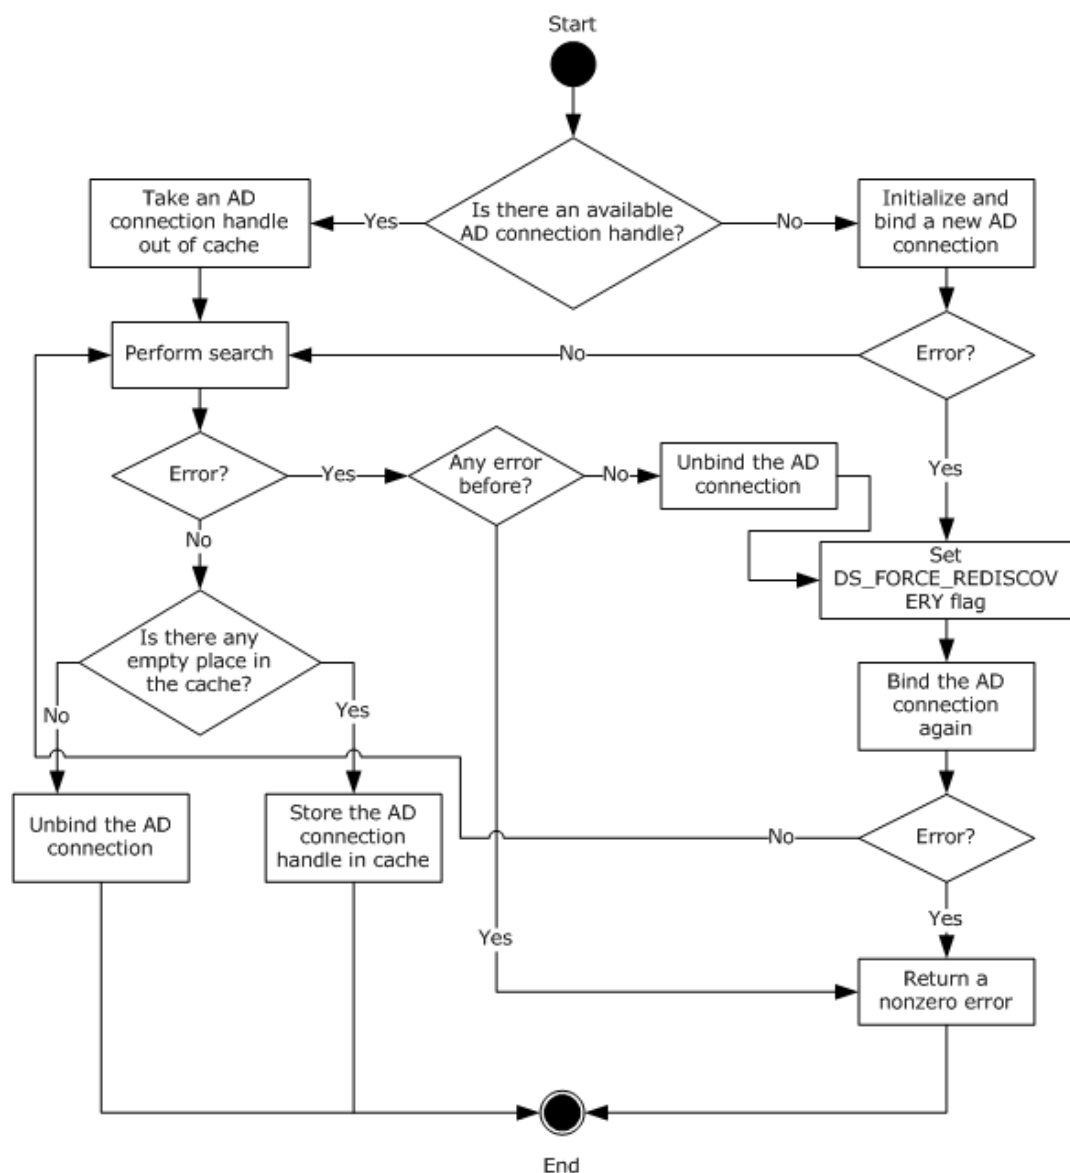 Start
Is there an available
AD connection handle?
Yes
No
Take an AD
connection handle
out of cache
Initialize and
bind a new AD
connection
Perform search
No
Error?
Error?
Yes
Any error
before?
No
Unbind the AD
connection
Yes
No
Set
DS_FORCE_REDISCOV
ERY flag
Is there any
empty place in
the cache?
Bind the AD
connection
again
No
Yes
Unbind the AD
connection
Store the AD
connection
handle in cache
No
Error?
Yes
Yes
Return a
nonzero error
End